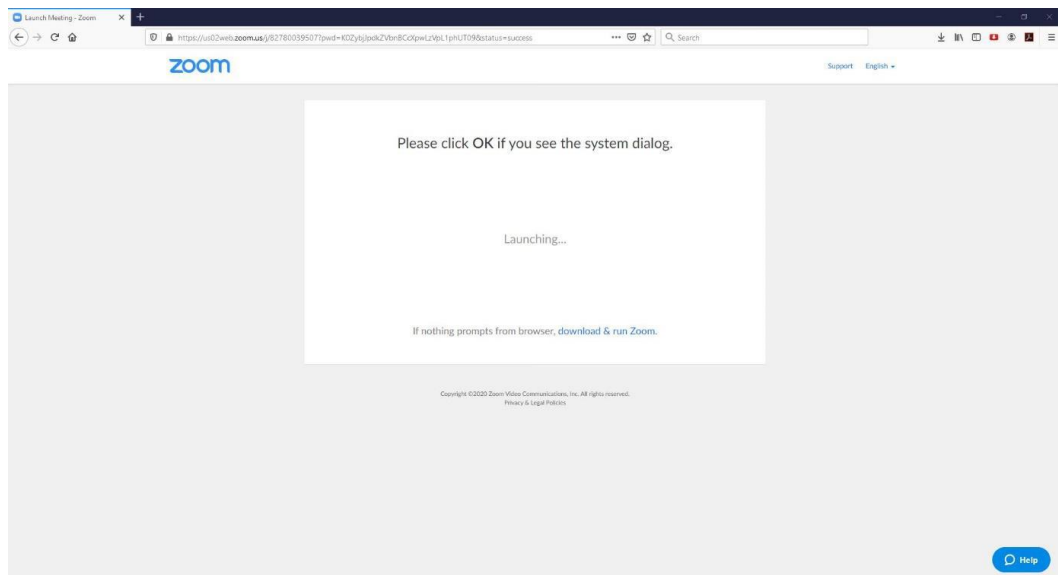 Launch Meeting - Zoom
Search
zoom
Support English
Please click OK if you see the system dialog.
Launching...
If nothing prompts from browser, download & run Zoom.
Copyright ©2020 Zoom Video Communications, Inc. All rights reserved.
Privacy & Legal Policies
Help